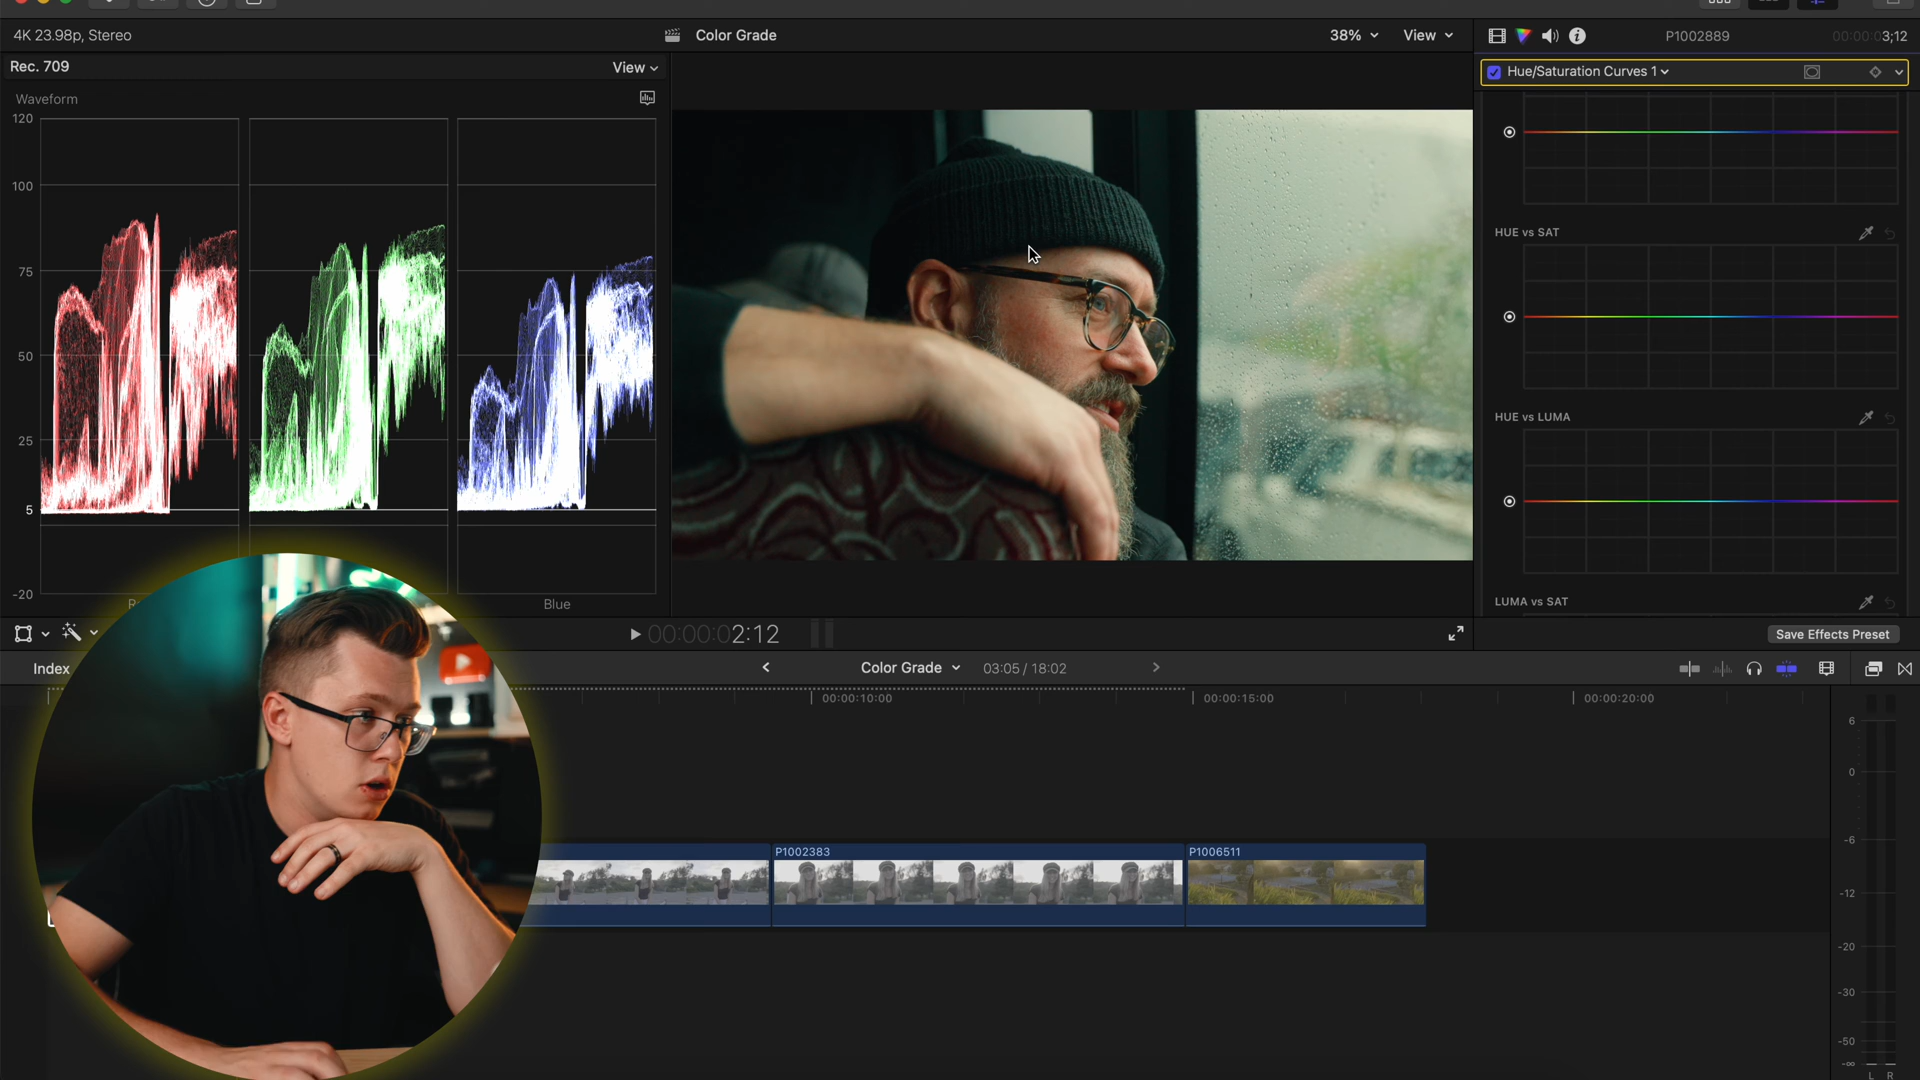 4K 23.98p, Stereo
Color Grade
38%
View
P1002889
00:00:03;12
Rec. 709
View
Hue/Saturation Curves 1
Waveform
120
100
75
50
25
5
-20
Blue
HUE vs SAT
HUE vs LUMA
LUMA vs SAT
00:00:02:12
Save Effects Preset
Index
Color Grade
03:05 / 18:02
00:00:10:00
00:00:15:00
00:00:20:00
P1002383
P1006511
6
0
-6
-12
-20
-30
-50
-∞
L R